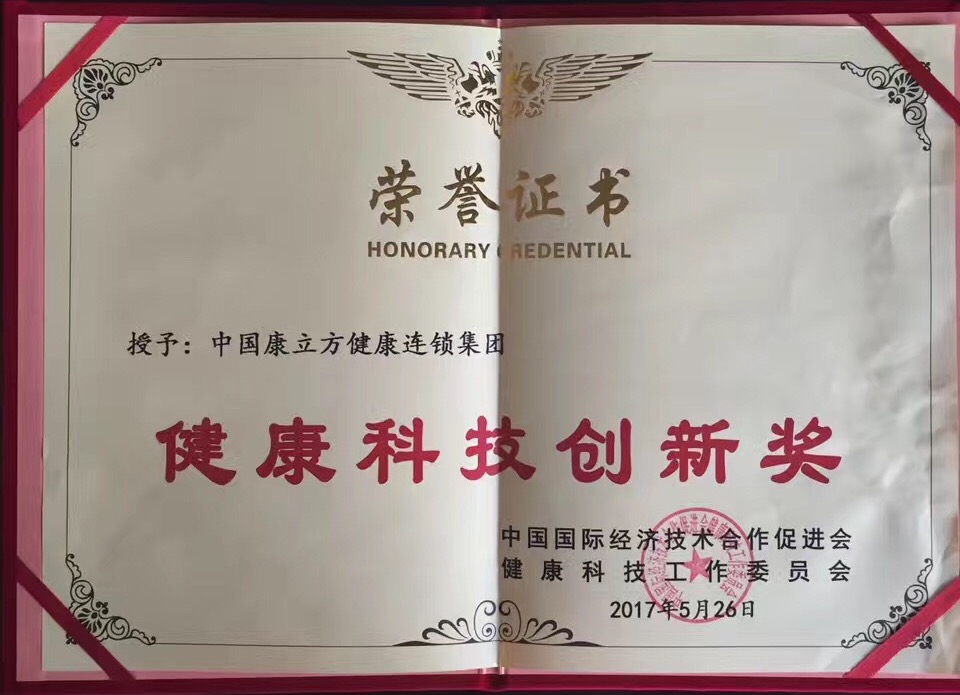 荣誉证书
HONORARY CREDENTIAL
授予：中国康立方健康连锁集团
健康科技创新奖
中国国际经济技术合作促进会
健康科技工作委员会
2017年5月26日